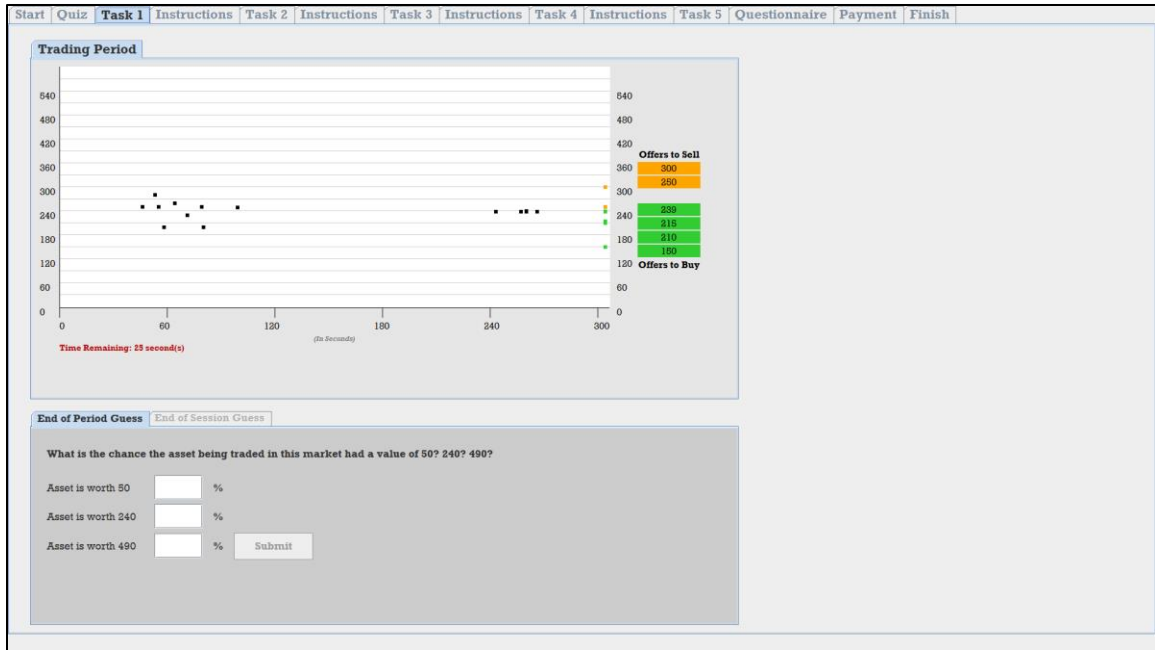 Start Quiz Task 1 Instructions Task 2 Instructions Task 3 Instructions Task 4 Instructions Task 5 Questionnaire Payment Finish
Trading Period
540
480
420
360
300
240
180
120
60
0
0 60 120 180 240 300
(In Seconds)
Time Remaining: 25 second(s)
540
480
420
360
300
240
180
120
60
0
Offers to Sell
300
250
239
215
210
150
Offers to Buy
End of Period Guess End of Session Guess
What is the chance the asset being traded in this market had a value of 50? 240? 490?
Asset is worth 50 %
Asset is worth 240 %
Asset is worth 490 % Submit